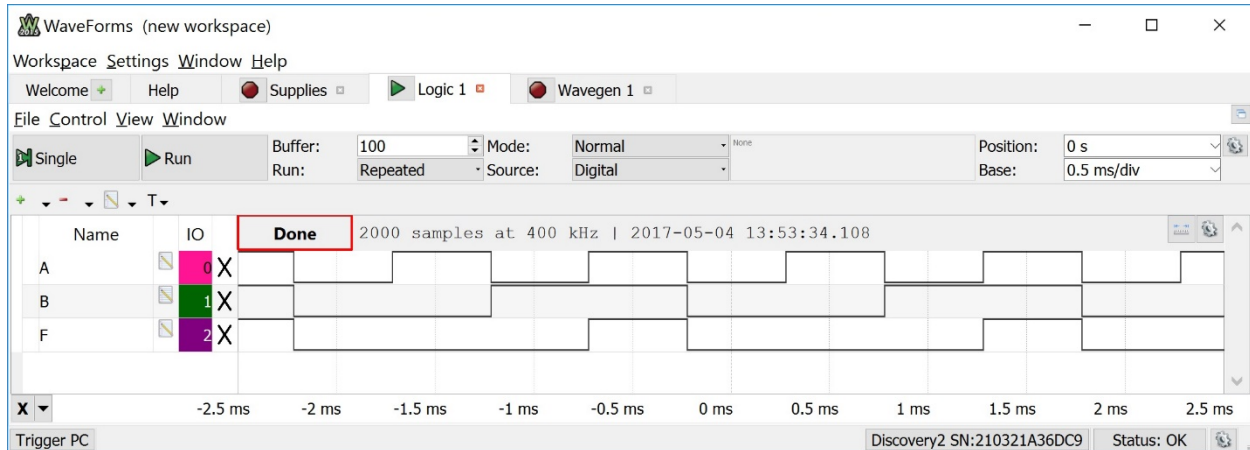 WaveForms (new workspace)
Workspace Settings Window Help
Welcome Help Supplies Logic 1 Wavegen 1
File Control View Window
Single Run Buffer: 100 Mode: Normal None Position: 0 s
Run: Repeated Source: Digital Base: 0.5 ms/div
T
Name IO Done 2000 samples at 400 kHz | 2017-05-04 13:53:34.108
A 0 X
B 1 X
F 2 X
X -2.5 ms -2 ms -1.5 ms -1 ms -0.5 ms 0 ms 0.5 ms 1 ms 1.5 ms 2 ms 2.5 ms
Trigger PC Discovery2 SN:210321A36DC9 Status: OK